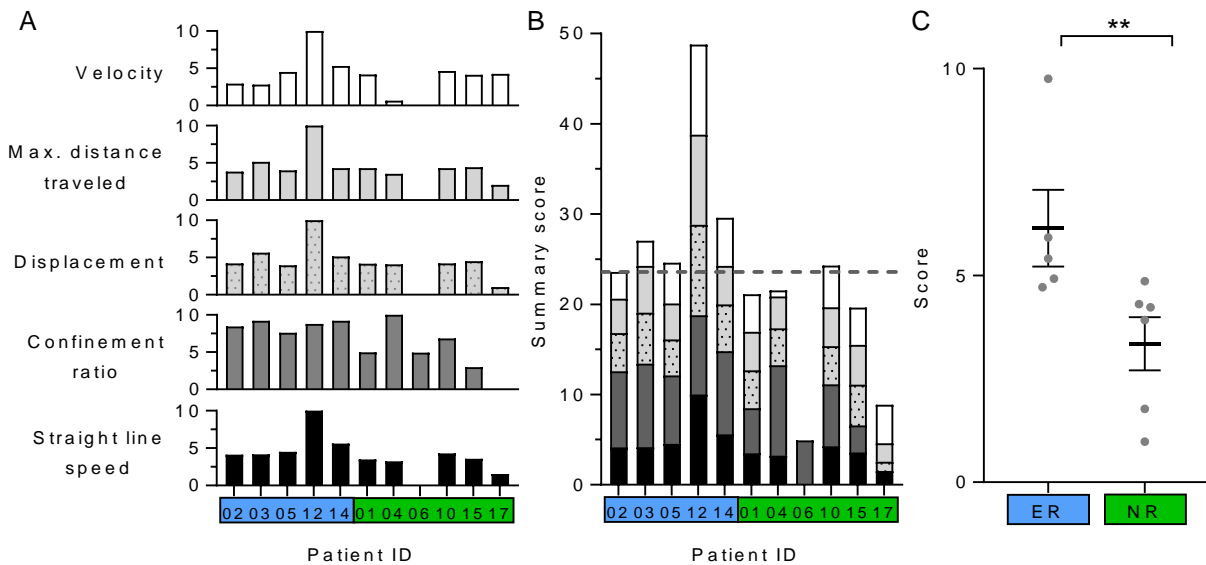 A
B
C
Velocity
10
5
0
Max. distance
traveled
10
5
0
Displacement
10
5
0
Confinement
ratio
10
5
0
Straight line
speed
10
5
0
02 03 05 12 14 01 04 06 10 15 17
Patient ID
Summary score
50
40
30
20
10
0
02 03 05 12 14 01 04 06 10 15 17
Patient ID
**
Score
10
5
0
ER
NR